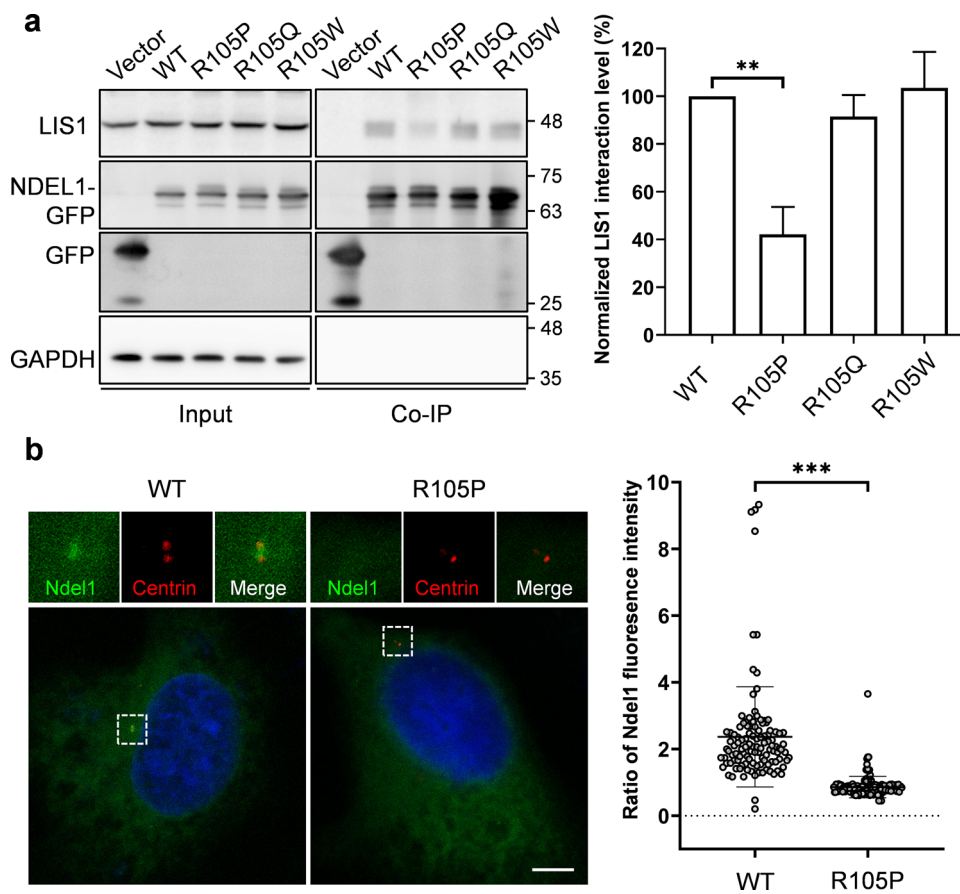 a
Vector WT R105P R105Q R105W Vector WT R105P R105Q R105W
LIS1
NDEL1-
GFP
GFP
GAPDH
48
75
63
25
48
35
Input Co-IP
Normalized LIS1 interaction level (%)
120
100
80
60
40
20
0
**
WT R105P R105Q R105W
b
WT R105P
Ndel1 Centrin Merge Ndel1 Centrin Merge
Ratio of Ndel1 fluoresence intensity
10
8
6
4
2
0
***
WT R105P